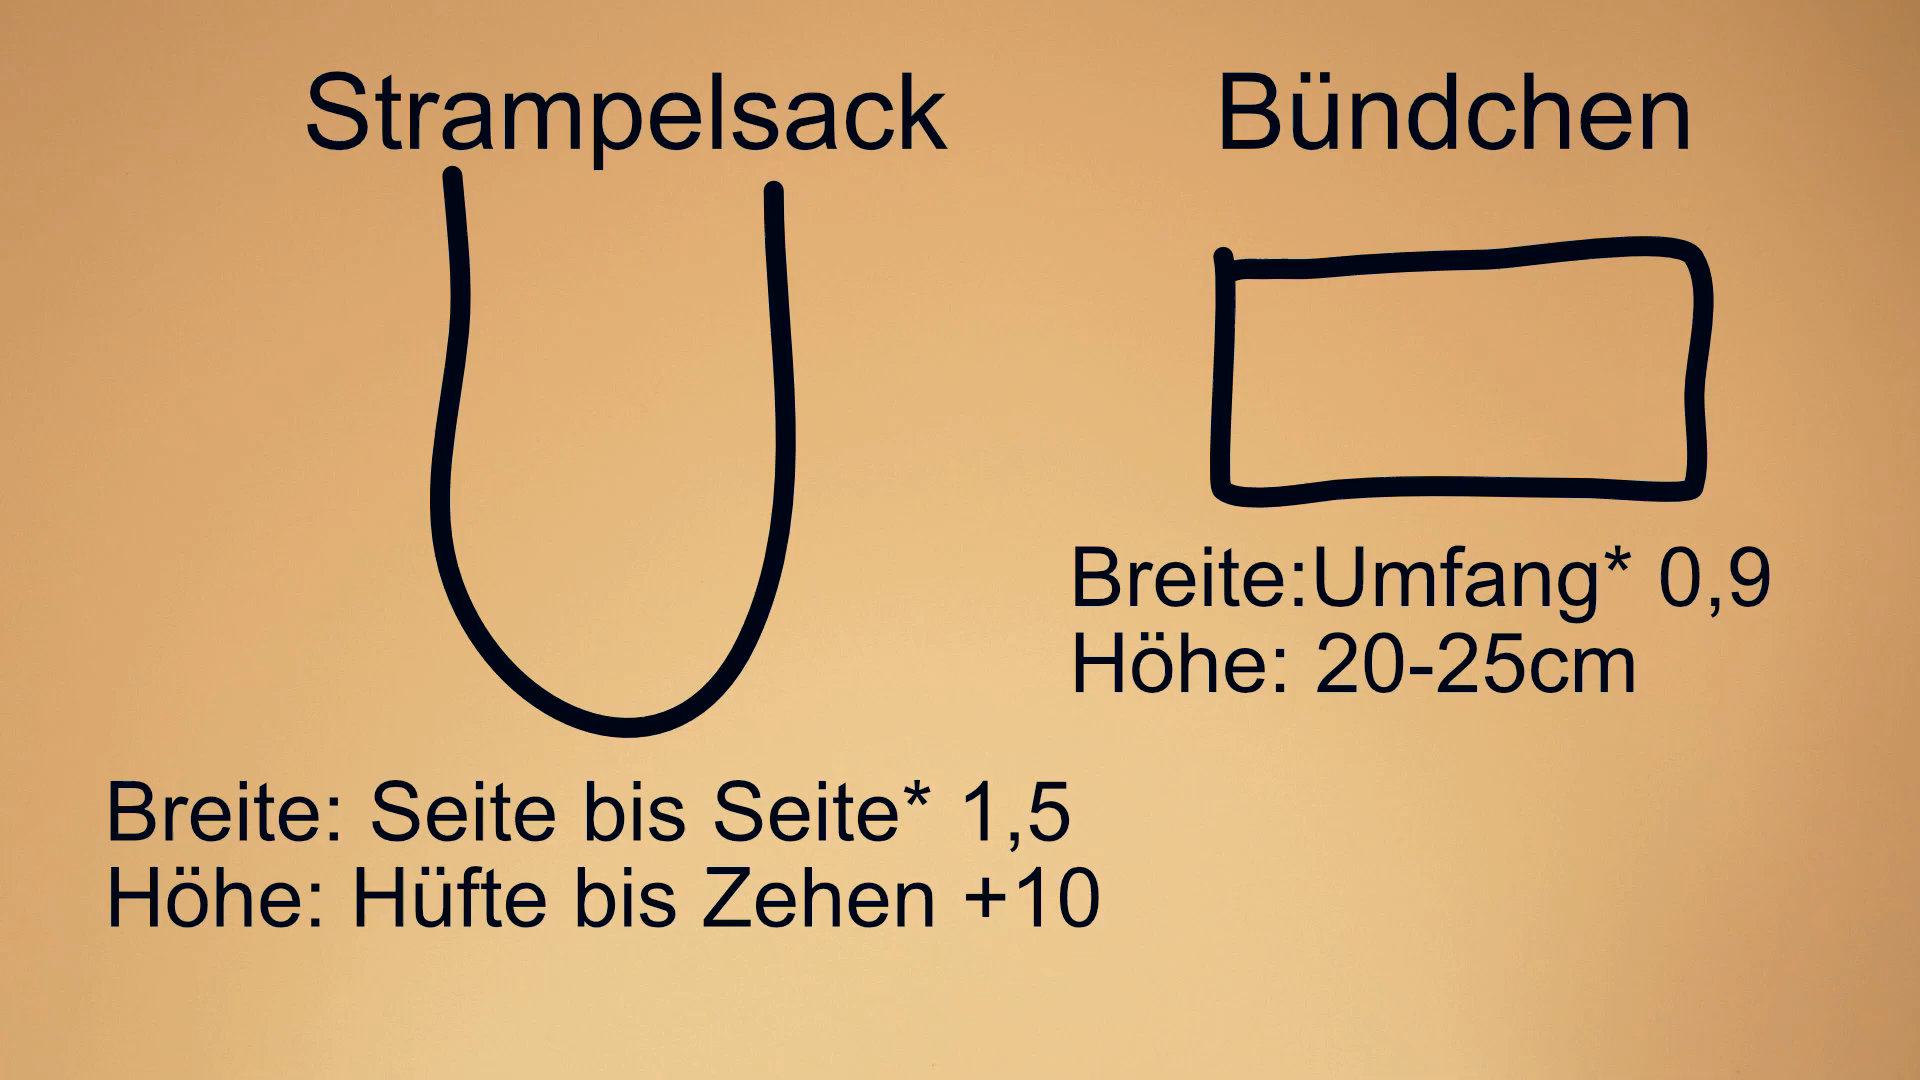 Strampelsack
Breite: Seite bis Seite* 1,5
Höhe: Hüfte bis Zehen +10
Bündchen
Breite:Umfang* 0,9
Höhe: 20-25cm